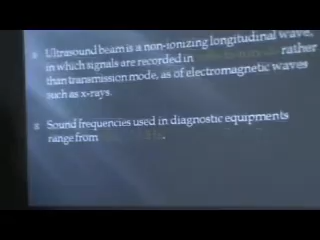 Ultrasound beam is a non-ionizing longitudinal wave,
in which signals are recorded in rather
than transmission mode, as of electromagnetic waves
such as x-rays.
Sound frequencies used in diagnostic equipments
range from